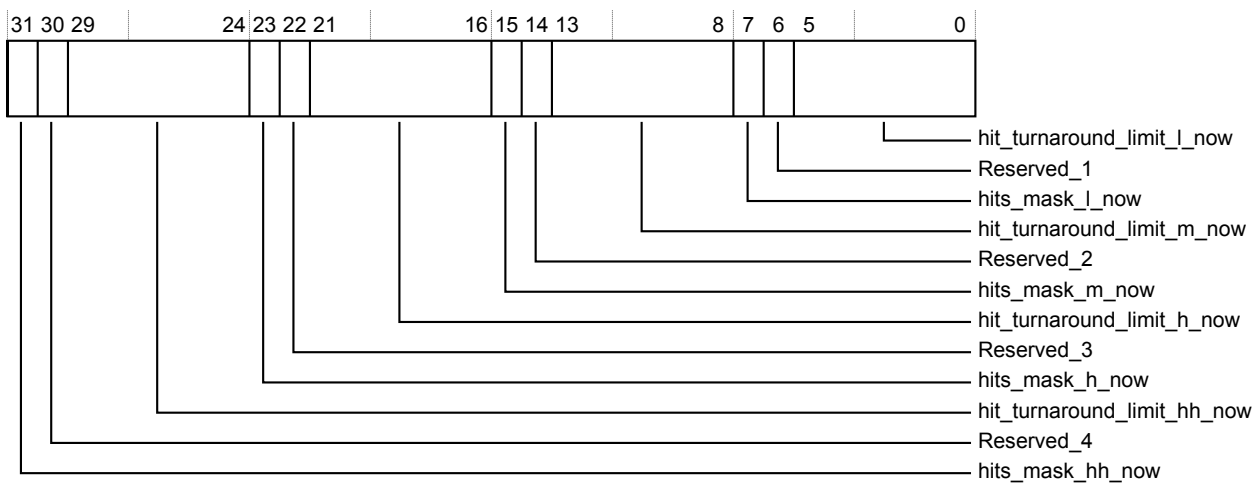 31 30 29 24 23 22 21 16 15 14 13 8 7 6 5 0
hit_turnaround_limit_l_now
Reserved_1
hits_mask_l_now
hit_turnaround_limit_m_now
Reserved_2
hits_mask_m_now
hit_turnaround_limit_h_now
Reserved_3
hits_mask_h_now
hit_turnaround_limit_hh_now
Reserved_4
hits_mask_hh_now